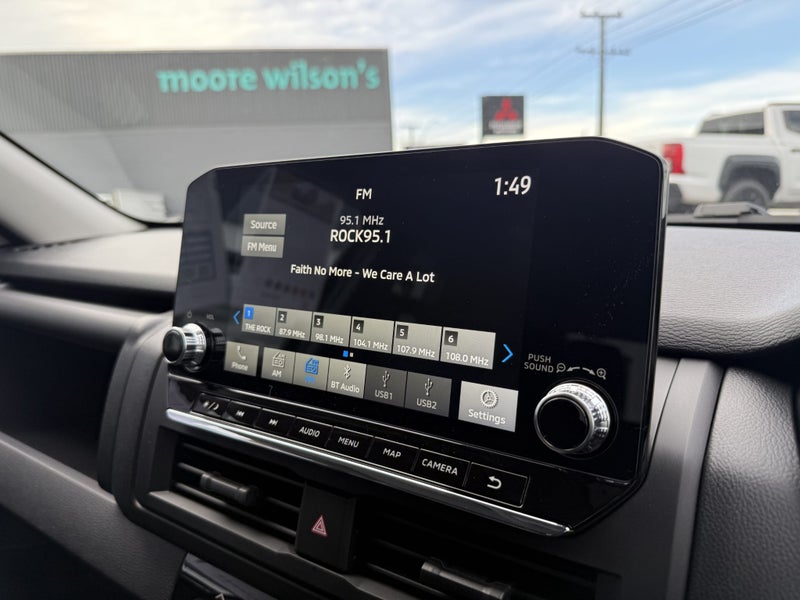 moore wilson's
FM
1:49
95.1 MHz
ROCK95.1
Source
FM Menu
Faith No More - We Care A Lot
1 2 3 4 5 6
THE ROCK 87.9 MHz 98.1 MHz 104.1 MHz 107.9 MHz 108.0 MHz
VOL
PUSH
SOUND
Phone AM BT Audio USB1 USB2 Settings
AUDIO MENU MAP CAMERA